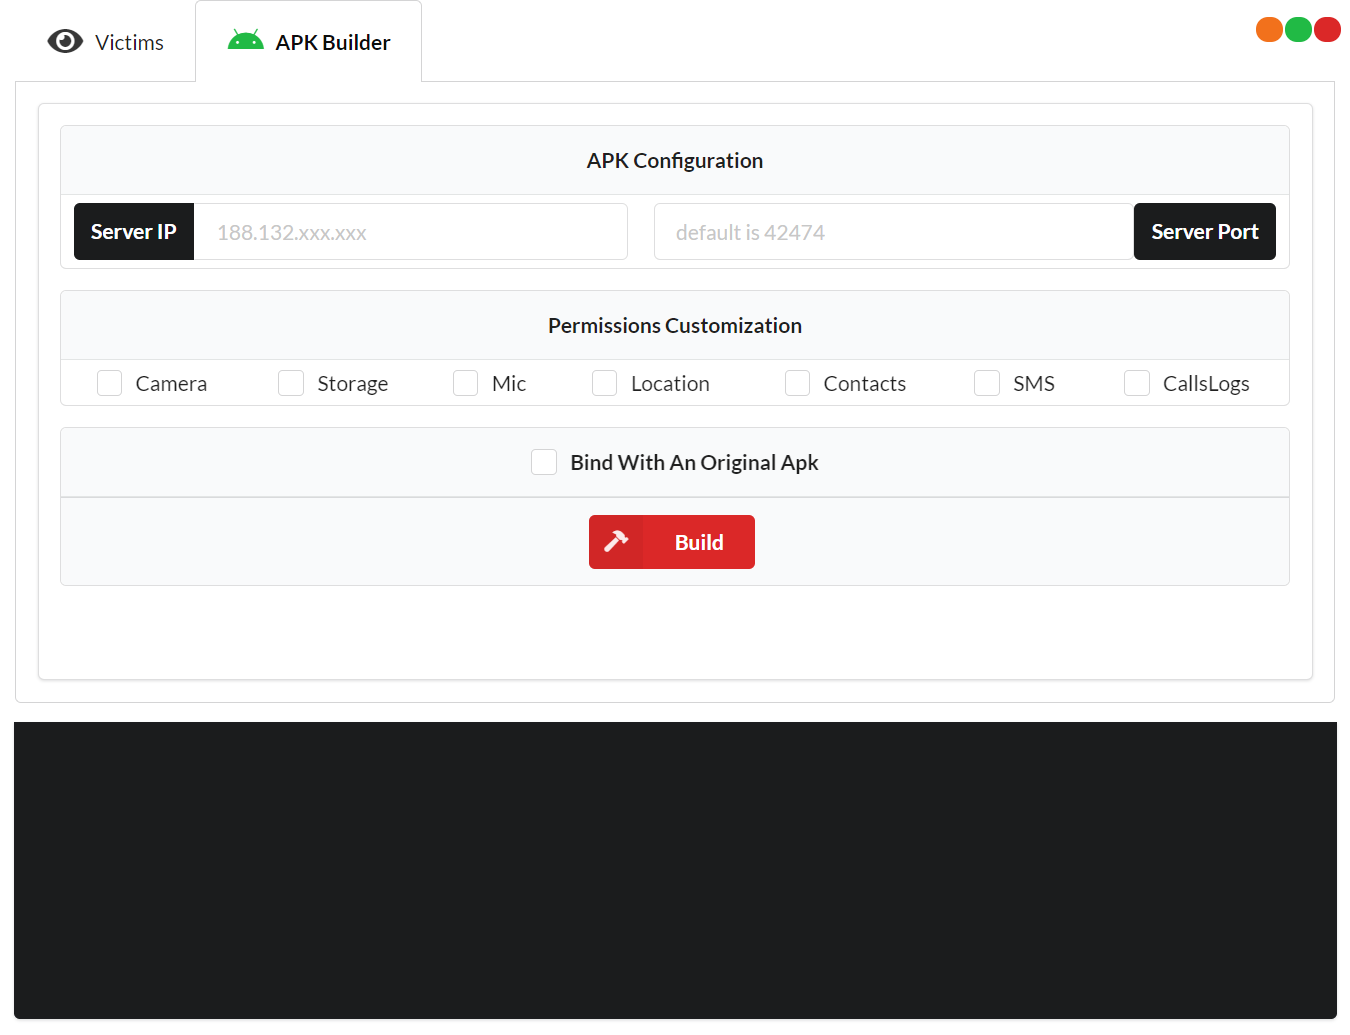 Victims
APK Builder
APK Configuration
Server IP 188.132.xxx.xxx default is 42474 Server Port
Permissions Customization
Camera Storage Mic Location Contacts SMS CallsLogs
Bind With An Original Apk
Build